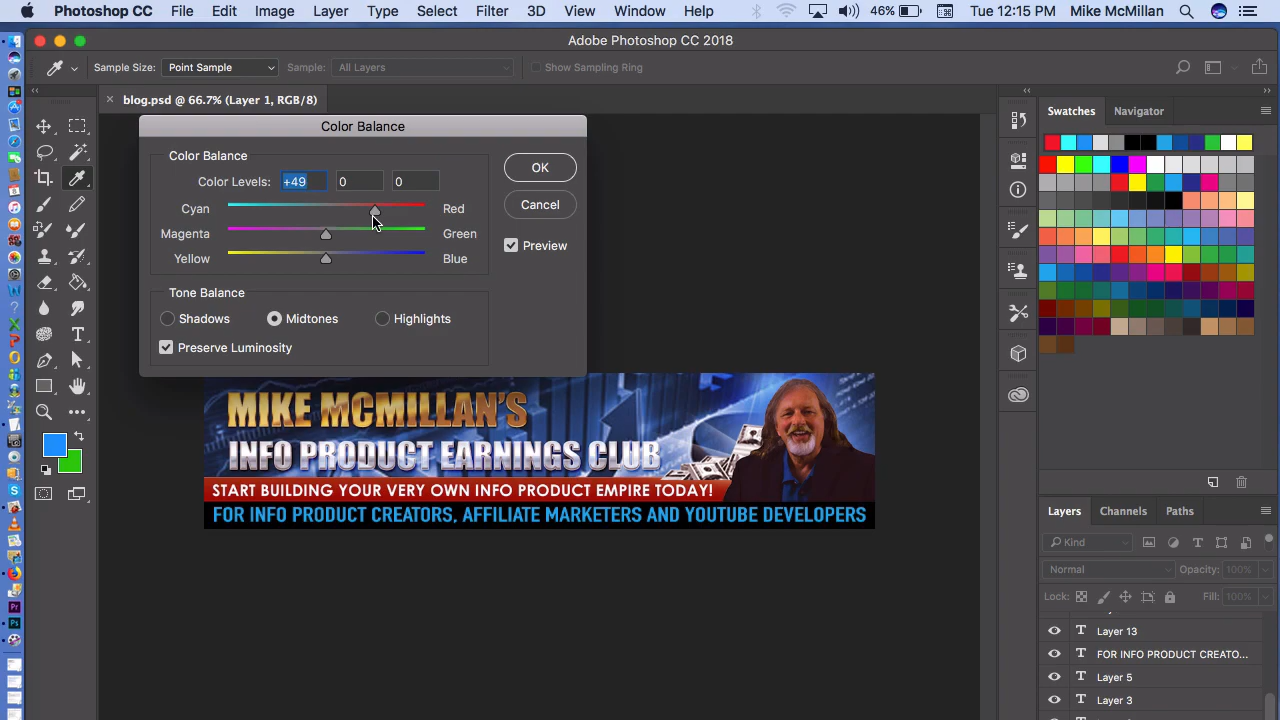 Photoshop CC File Edit Image Layer Type Select Filter 3D View Window Help 46% Tue 12:15 PM Mike McMillan
Adobe Photoshop CC 2018
Sample Size: Point Sample Sample: All Layers Show Sampling Ring
× blog.psd @ 66.7% (Layer 1, RGB/8)
Swatches Navigator
Color Balance
Color Balance
Color Levels: +49 0 0
OK
Cyan Red
Cancel
Magenta Green
Preview
Yellow Blue
Tone Balance
Shadows Midtones Highlights
Preserve Luminosity
MIKE MCMILLAN'S
INFO PRODUCT EARNINGS CLUB
START BUILDING YOUR VERY OWN INFO PRODUCT EMPIRE TODAY!
FOR INFO PRODUCT CREATORS, AFFILIATE MARKETERS AND YOUTUBE DEVELOPERS
Layers Channels Paths
Kind
Normal Opacity: 100%
Lock: Fill: 100%
T Layer 13
T FOR INFO PRODUCT CREATO...
T Layer 5
T Layer 3